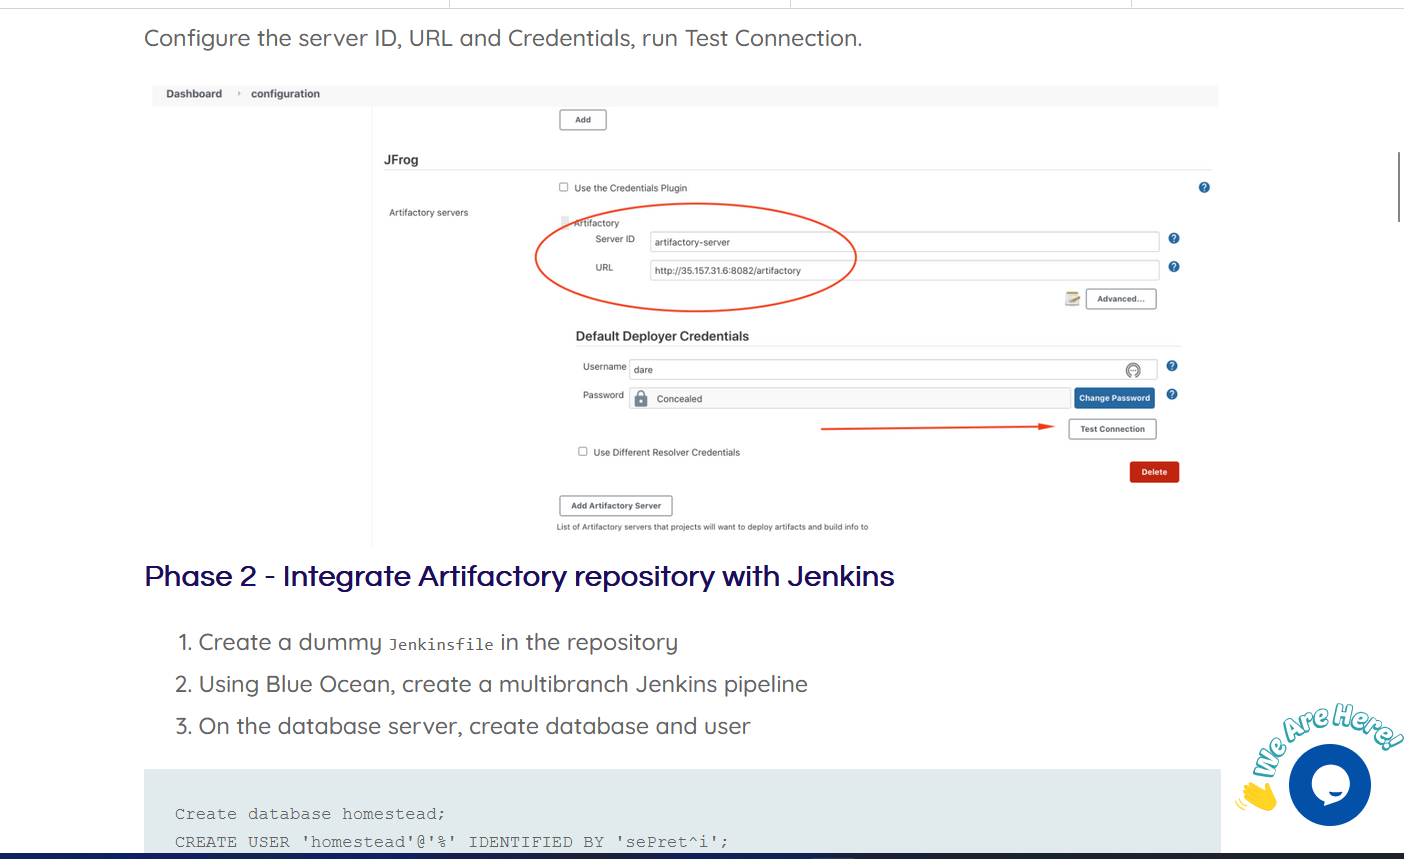 Configure the server ID, URL and Credentials, run Test Connection.
Dashboard configuration
Add
JFrog
Use the Credentials Plugin
Artifactory servers
Artifactory
Server ID artifactory-server
URL http://35.157.31.6:8082/artifactory
Advanced...
Default Deployer Credentials
Username dare
Password Concealed Change Password
Test Connection
Use Different Resolver Credentials
Delete
Add Artifactory Server
List of Artifactory servers that projects will want to deploy artifacts and build info to
Phase 2 - Integrate Artifactory repository with Jenkins
1. Create a dummy Jenkinsfile in the repository
2. Using Blue Ocean, create a multibranch Jenkins pipeline
3. On the database server, create database and user
We Are Here!
Create database homestead;
CREATE USER 'homestead'@'%' IDENTIFIED BY 'sePret^i';